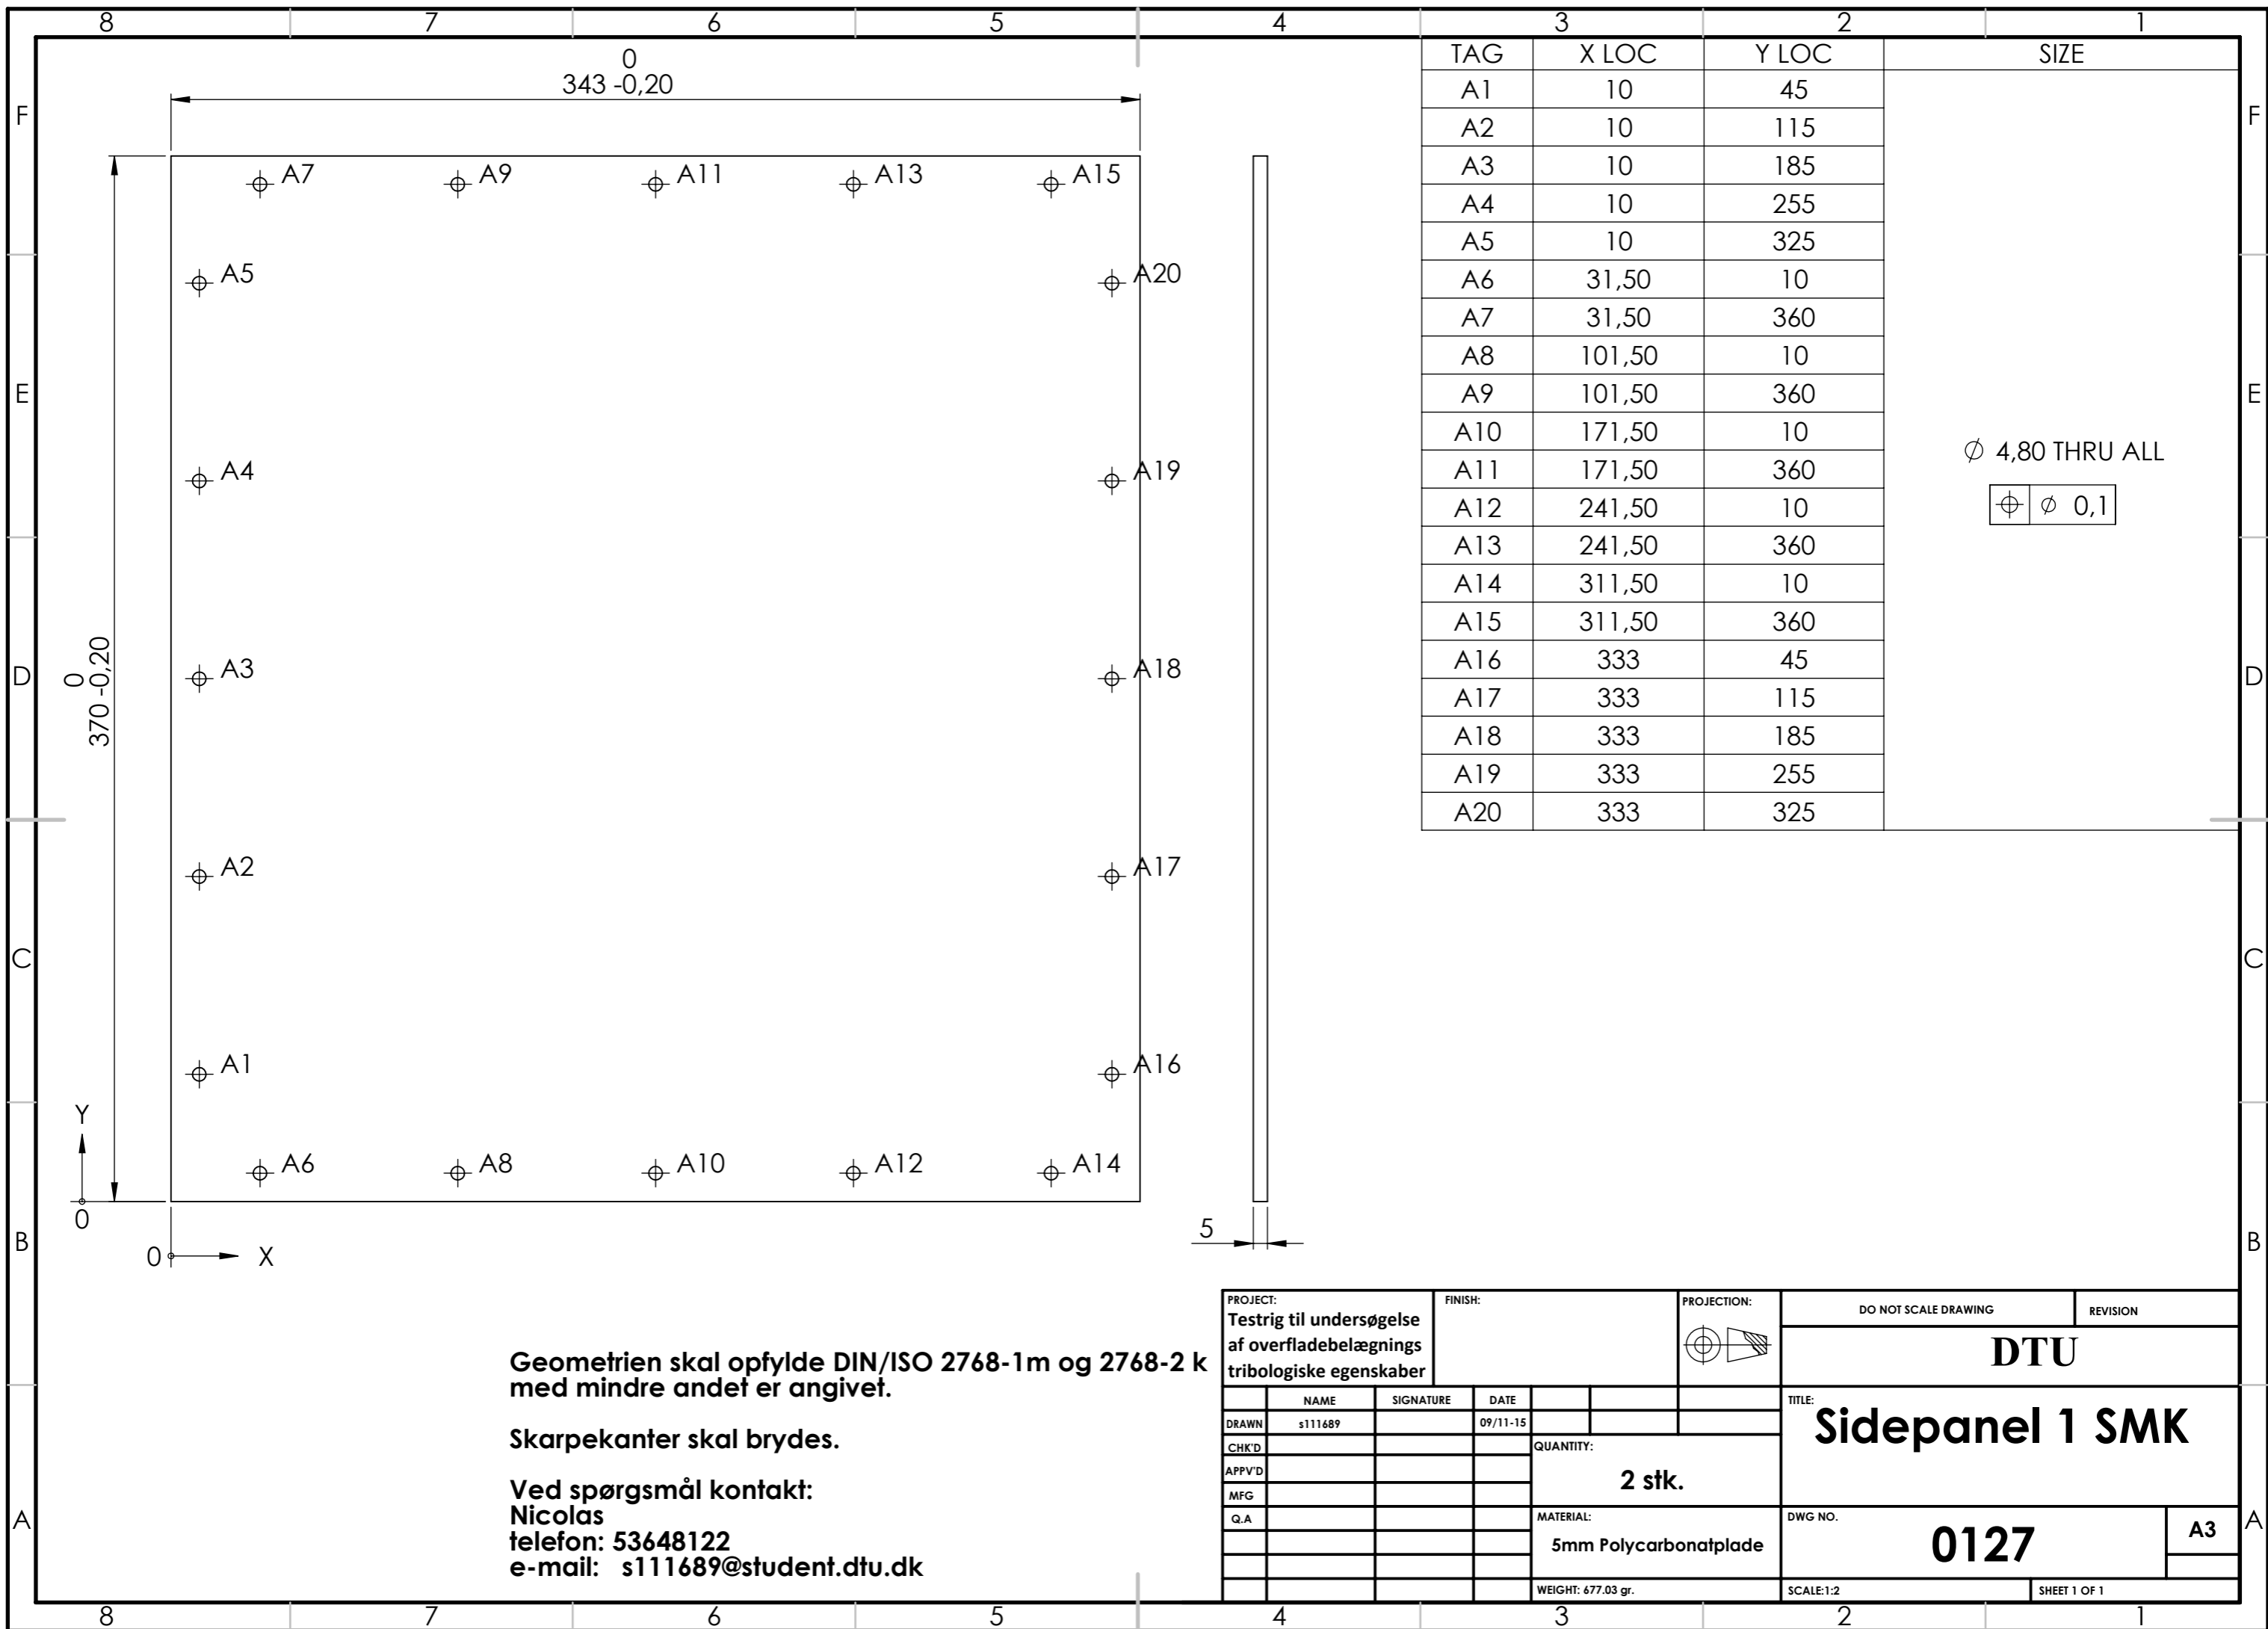 8 7 6 5 4 3 2 1
F
E
D
C
B
A
F
E
D
C
B
A
0
343 -0,20
0
370 -0,20
A7 A9 A11 A13 A15
A5 A20
A4 A19
A3 A18
A2 A17
A1 A16
A6 A8 A10 A12 A14
Y
0
0 X
5
TAG X LOC Y LOC SIZE
A1 10 45
A2 10 115
A3 10 185
A4 10 255
A5 10 325
A6 31,50 10
A7 31,50 360
A8 101,50 10
A9 101,50 360
A10 171,50 10
A11 171,50 360
A12 241,50 10
A13 241,50 360
A14 311,50 10
A15 311,50 360
A16 333 45
A17 333 115
A18 333 185
A19 333 255
A20 333 325
∅ 4,80 THRU ALL
⌖ ∅ 0,1
Geometrien skal opfylde DIN/ISO 2768-1m og 2768-2 k
med mindre andet er angivet.
Skarpekanter skal brydes.
Ved spørgsmål kontakt:
Nicolas
telefon: 53648122
e-mail: s111689@student.dtu.dk
PROJECT:
Testrig til undersøgelse
af overfladebelægnings
tribologiske egenskaber
FINISH:
PROJECTION:
DO NOT SCALE DRAWING
REVISION
DTU
NAME SIGNATURE DATE
DRAWN s111689 09/11-15
CHK'D
APPV'D
MFG
Q.A
QUANTITY:
2 stk.
MATERIAL:
5mm Polycarbonatplade
WEIGHT: 677.03 gr.
TITLE:
Sidepanel 1 SMK
DWG NO.
0127
A3
SCALE:1:2
SHEET 1 OF 1
8 7 6 5 4 3 2 1